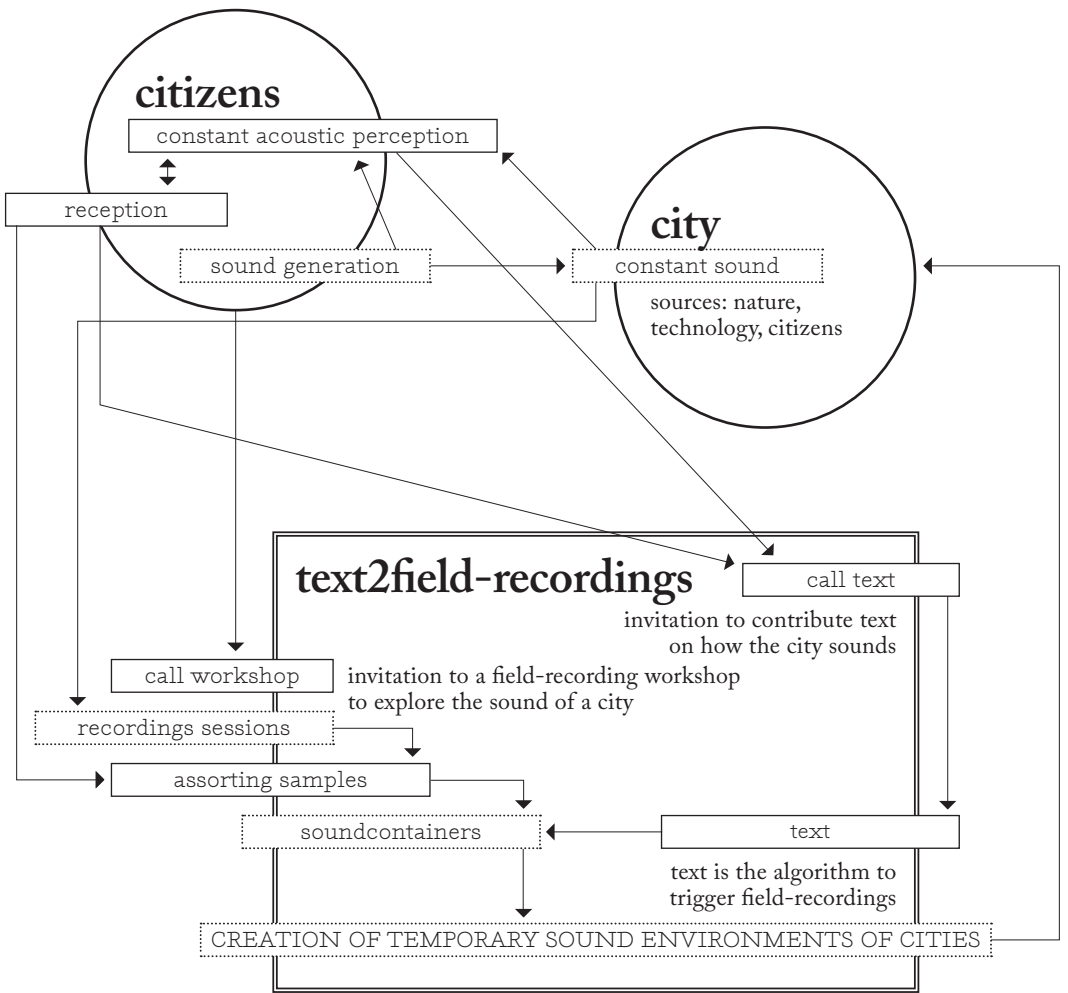 citizens
constant acoustic perception
reception
sound generation
city
constant sound
sources: nature,
technology, citizens
text2field-recordings
call text
invitation to contribute text
on how the city sounds
call workshop
invitation to a field-recording workshop
to explore the sound of a city
recordings sessions
assorting samples
soundcontainers
text
text is the algorithm to
trigger field-recordings
CREATION OF TEMPORARY SOUND ENVIRONMENTS OF CITIES